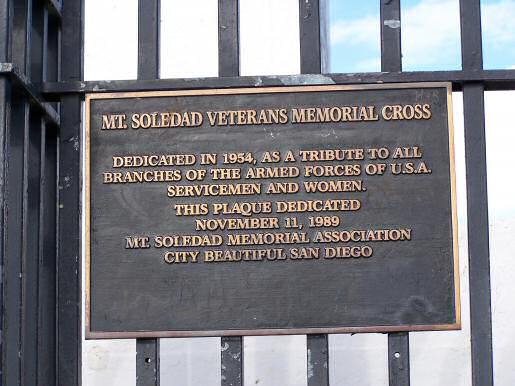 MT. SOLEDAD VETERANS MEMORIAL CROSS
DEDICATED IN 1954, AS A TRIBUTE TO ALL
BRANCHES OF THE ARMED FORCES OF U.S.A.
SERVICEMEN AND WOMEN.
THIS PLAQUE DEDICATED
NOVEMBER 11, 1989
MT. SOLEDAD MEMORIAL ASSOCIATION
CITY BEAUTIFUL SAN DIEGO